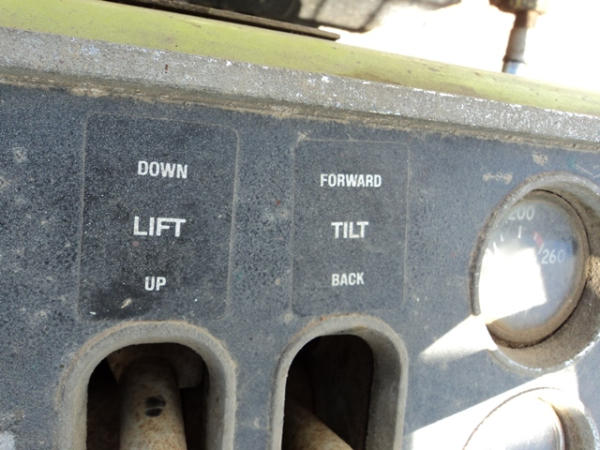 DOWN
LIFT
UP
FORWARD
TILT
BACK
200
260